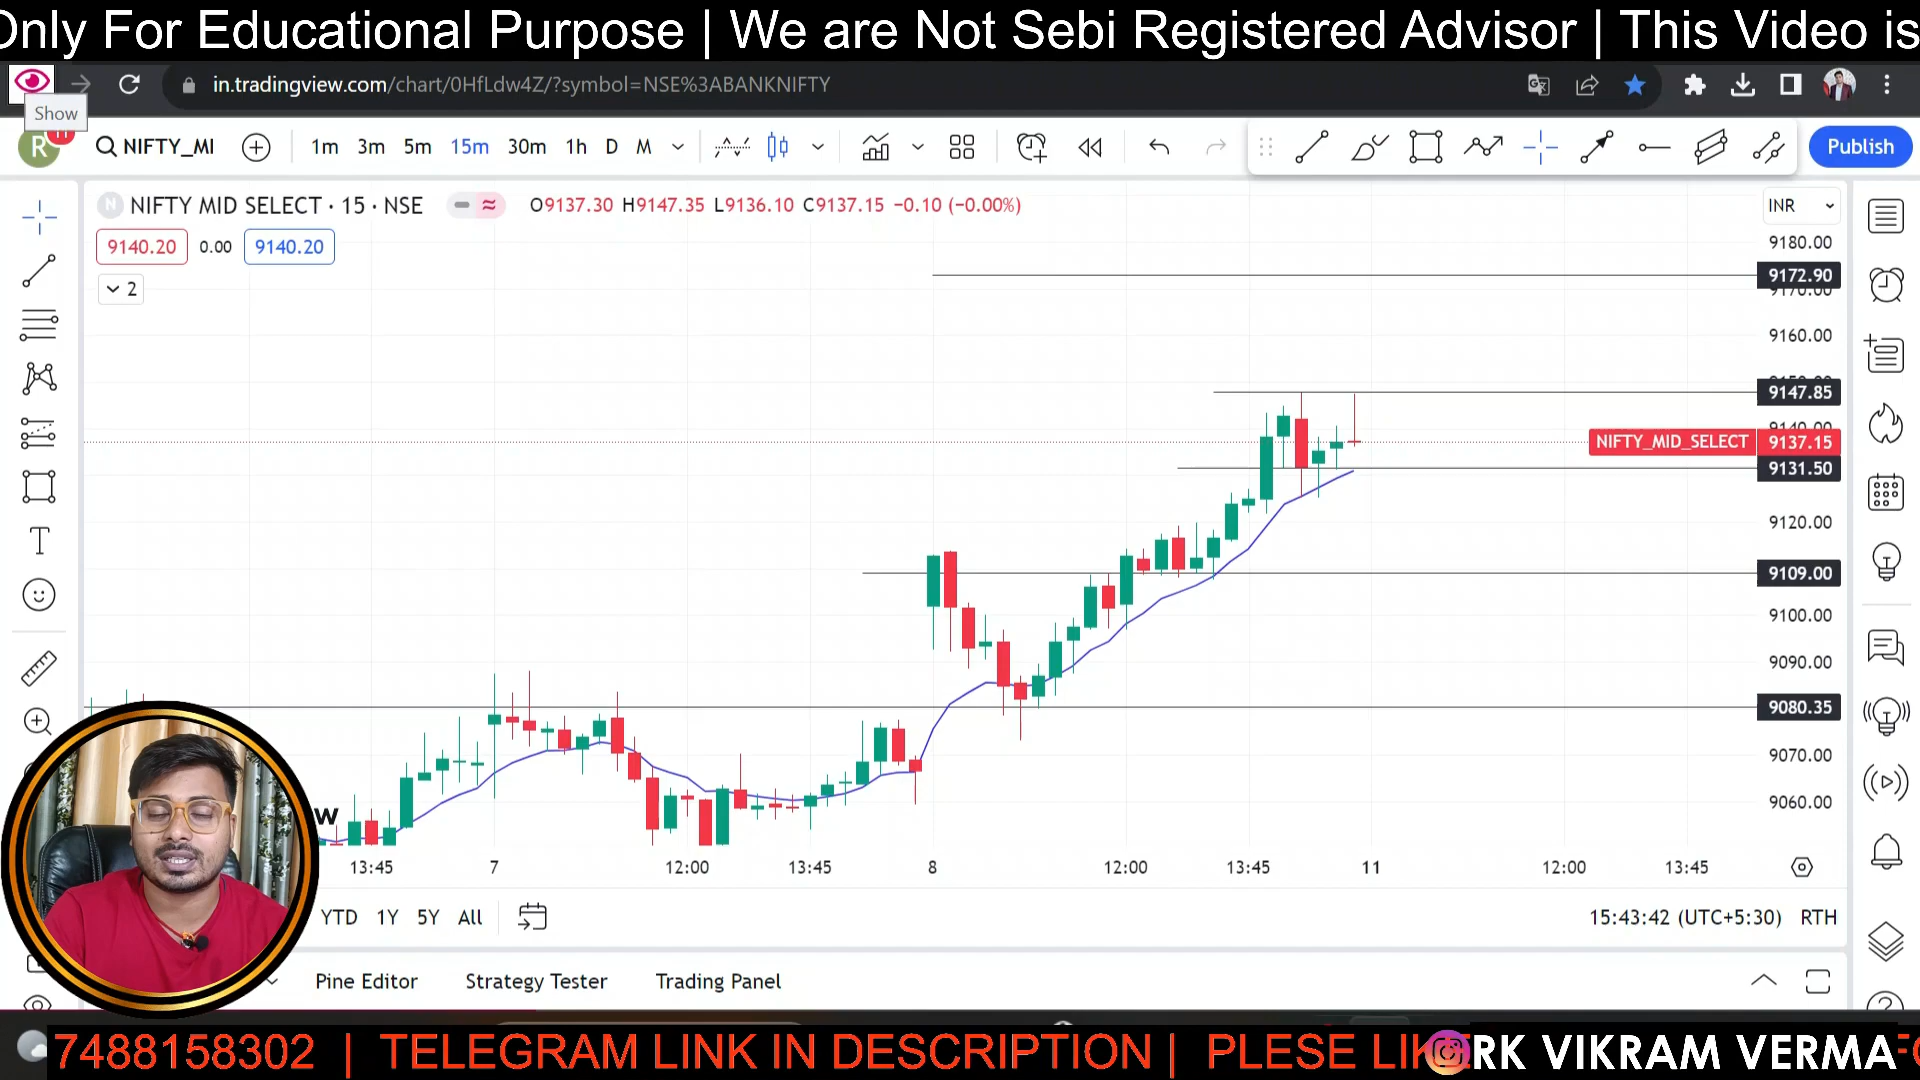 Only For Educational Purpose | We are Not Sebi Registered Advisor | This Video is
in.tradingview.com/chart/0HfLdw4Z/?symbol=NSE%3ABANKNIFTY
Show
R 11 NIFTY_MI 1m 3m 5m 15m 30m 1h D M Publish
N NIFTY MID SELECT · 15 · NSE O9137.30 H9147.35 L9136.10 C9137.15 −0.10 (−0.00%) INR
9140.20 0.00 9140.20
2
9180.00
9172.90
9170.00
9160.00
9147.85
9140.00
NIFTY_MID_SELECT 9137.15
9131.50
9120.00
9109.00
9100.00
9090.00
9080.35
9070.00
9060.00
w
13:45 7 12:00 13:45 8 12:00 13:45 11 12:00 13:45
YTD 1Y 5Y All 15:43:42 (UTC+5:30) RTH
Pine Editor Strategy Tester Trading Panel
7488158302 | TELEGRAM LINK IN DESCRIPTION | PLESE LIK RK VIKRAM VERMA